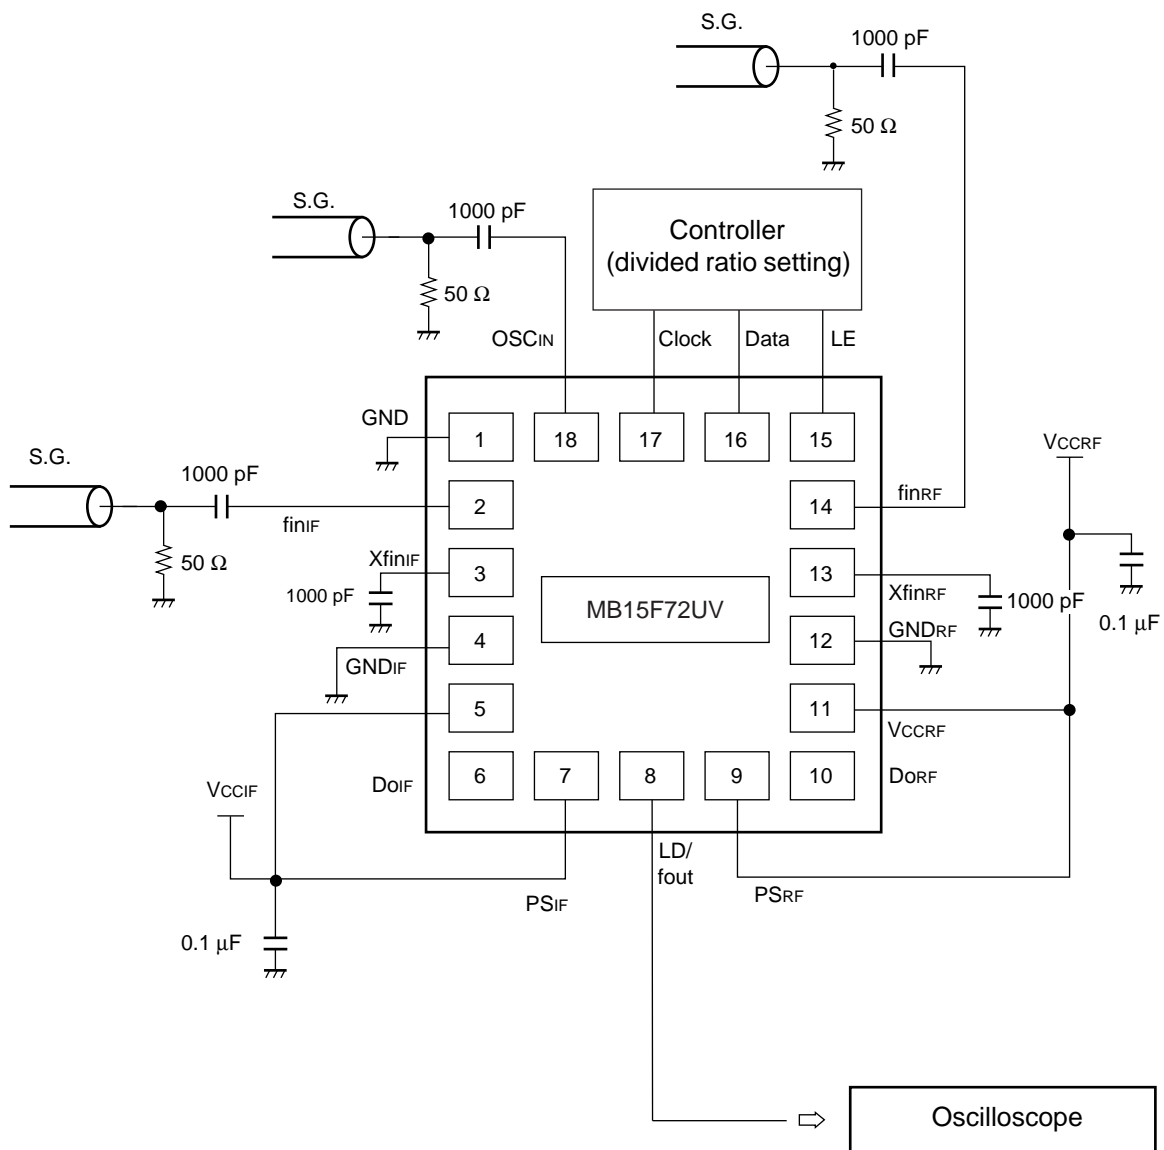 S.G.
1000 pF
50 Ω
S.G.
1000 pF
50 Ω
Controller
(divided ratio setting)
OSCIN
Clock
Data
LE
GND
1
18
17
16
15
VCCRF
S.G.
1000 pF
50 Ω
finIF
2
14
finRF
XfinIF
1000 pF
3
13
XfinRF
1000 pF
0.1 µF
MB15F72UV
GNDIF
4
12
GNDRF
5
11
VCCRF
VCCIF
DoIF
6
7
8
9
10
DoRF
LD/
fout
PSIF
PSRF
0.1 µF
Oscilloscope